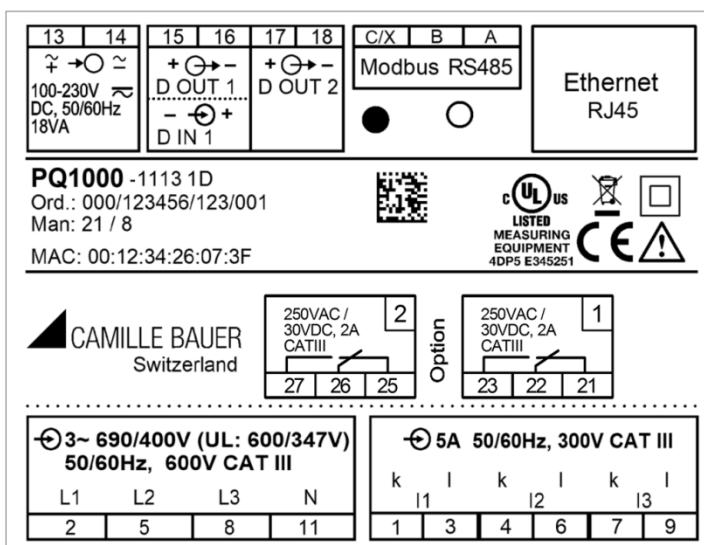 13 14
100-230V
DC, 50/60Hz
18VA
15 16
+ -
D OUT 1
- +
D IN 1
17 18
+ -
D OUT 2
C/X B A
Modbus RS485
Ethernet
RJ45
PQ1000 -1113 1D
Ord.: 000/123456/123/001
Man: 21 / 8
MAC: 00:12:34:26:07:3F
C UL US
LISTED
MEASURING
EQUIPMENT
4DP5 E345251
CE
CAMILLE BAUER
Switzerland
250VAC /
30VDC, 2A
CATIII
2
27 26 25
Option
250VAC /
30VDC, 2A
CATIII
1
23 22 21
3~ 690/400V (UL: 600/347V)
50/60Hz, 600V CAT III
L1 L2 L3 N
2 5 8 11
5A 50/60Hz, 300V CAT III
k l k l k l
I1 I2 I3
1 3 4 6 7 9